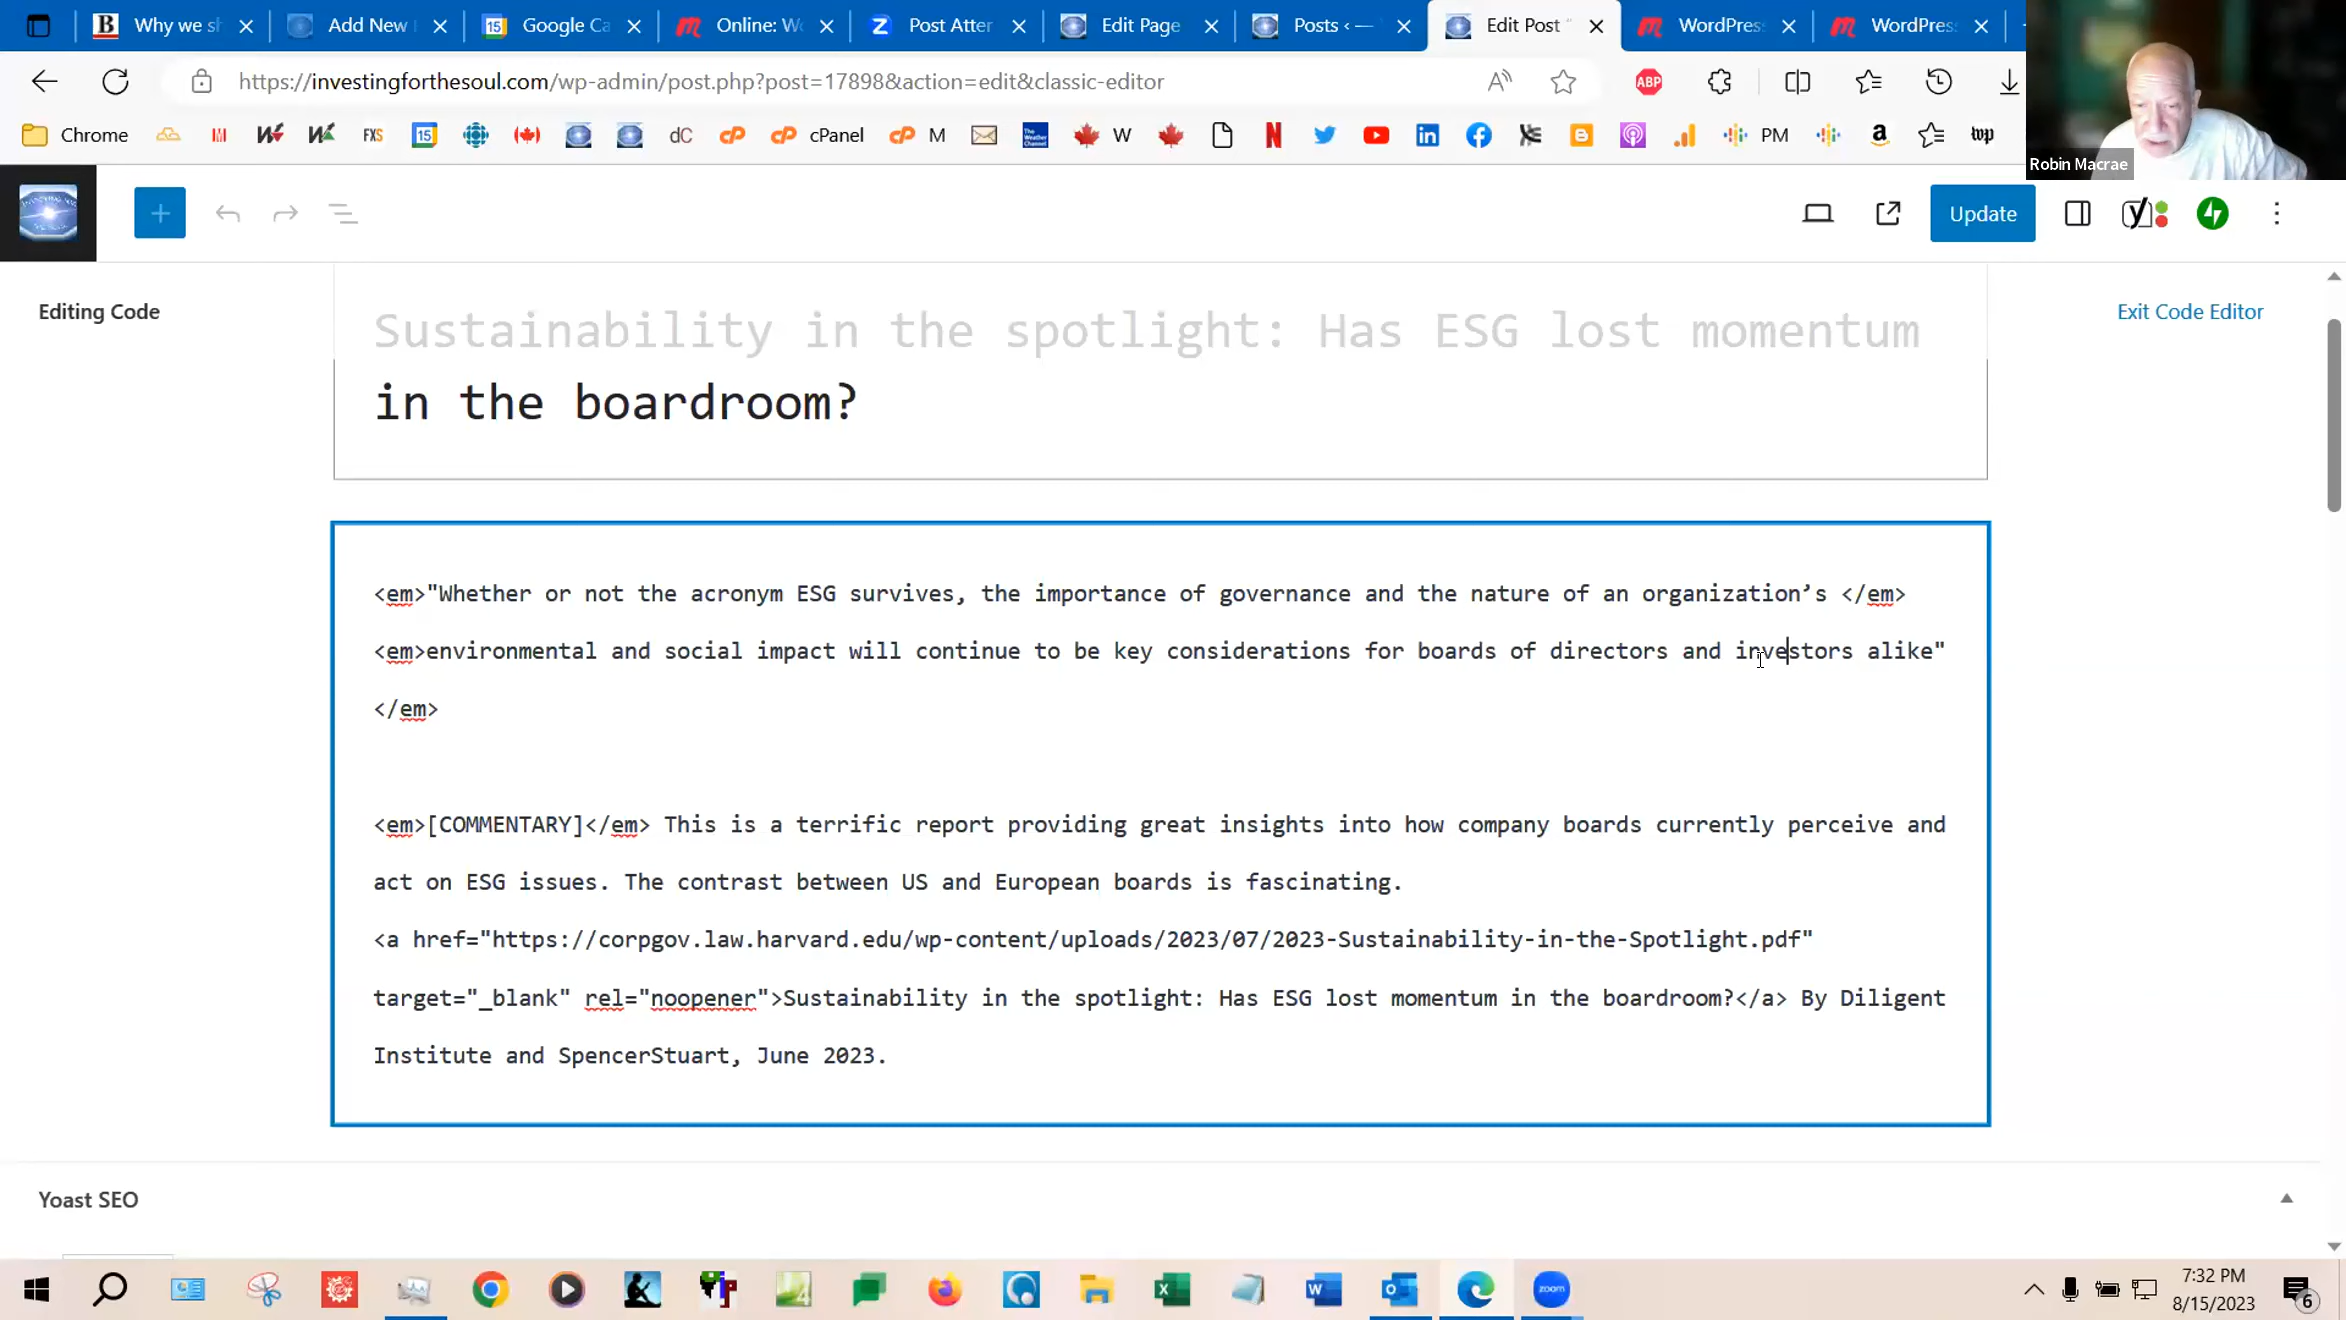 Why we s
Add New
Google Ca
Online: W
Post Atter
Edit Page
Posts ‹ —
Edit Post "
WordPres
WordPres
https://investingforthesoul.com/wp-admin/post.php?post=17898&action=edit&classic-editor
ABP
Chrome
FXS
15
dC
cPanel
M
W
PM
wp
Robin Macrae
Update
Editing Code
Exit Code Editor
Sustainability in the spotlight: Has ESG lost momentum
in the boardroom?
<em>"Whether or not the acronym ESG survives, the importance of governance and the nature of an organization’s </em>
<em>environmental and social impact will continue to be key considerations for boards of directors and investors alike"
</em>
<em>[COMMENTARY]</em> This is a terrific report providing great insights into how company boards currently perceive and
act on ESG issues. The contrast between US and European boards is fascinating.
<a href="https://corpgov.law.harvard.edu/wp-content/uploads/2023/07/2023-Sustainability-in-the-Spotlight.pdf"
target="_blank" rel="noopener">Sustainability in the spotlight: Has ESG lost momentum in the boardroom?</a> By Diligent
Institute and SpencerStuart, June 2023.
Yoast SEO
zoom
7:32 PM
8/15/2023
6